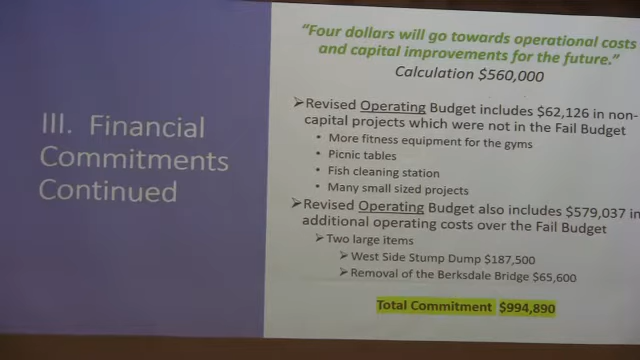 III. Financial
Commitments
Continued
“Four dollars will go towards operational costs
and capital improvements for the future.”
Calculation $560,000
➢Revised Operating Budget includes $62,126 in non-
capital projects which were not in the Fail Budget
• More fitness equipment for the gyms
• Picnic tables
• Fish cleaning station
• Many small sized projects
➢Revised Operating Budget also includes $579,037 in
additional operating costs over the Fail Budget
➢Two large items
➢West Side Stump Dump $187,500
➢Removal of the Berksdale Bridge $65,600
Total Commitment $994,890